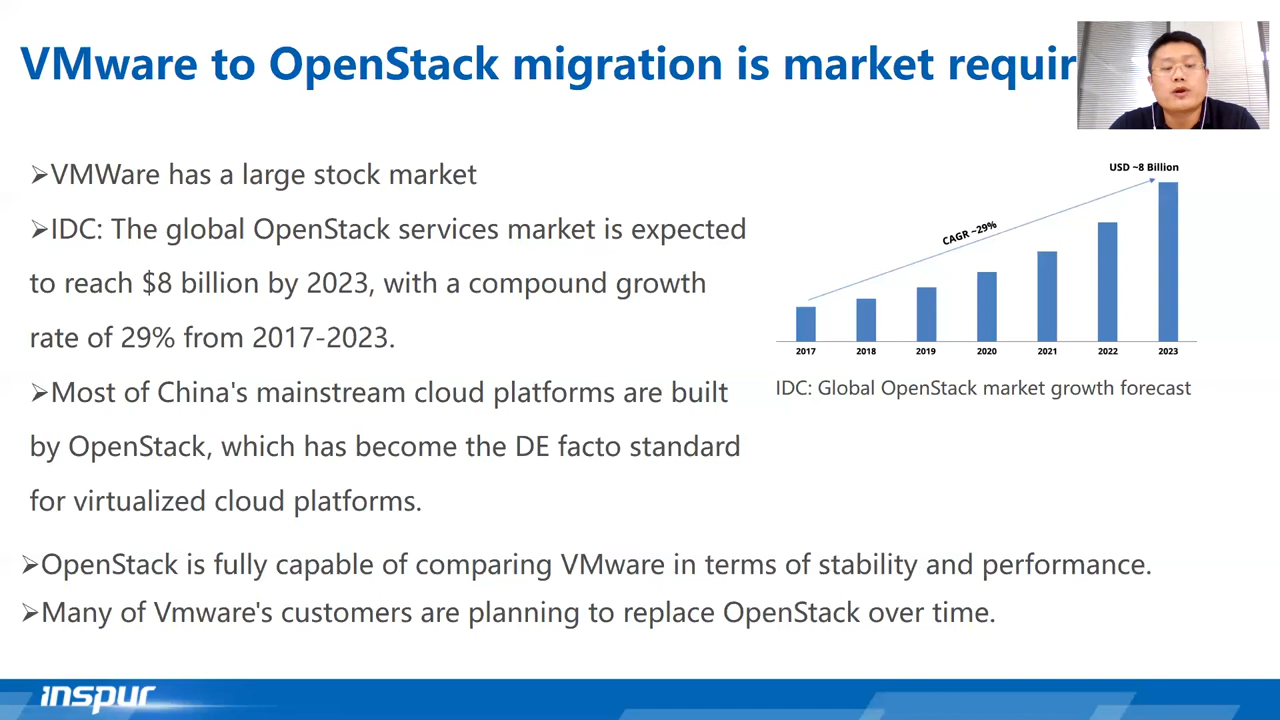 VMware to OpenStack migration is market requir
➢VMWare has a large stock market
➢IDC: The global OpenStack services market is expected
to reach $8 billion by 2023, with a compound growth
rate of 29% from 2017-2023.
➢Most of China's mainstream cloud platforms are built
by OpenStack, which has become the DE facto standard
for virtualized cloud platforms.
USD ~8 Billion
CAGR ~29%
2017 2018 2019 2020 2021 2022 2023
IDC: Global OpenStack market growth forecast
➢OpenStack is fully capable of comparing VMware in terms of stability and performance.
➢Many of Vmware's customers are planning to replace OpenStack over time.
inspur